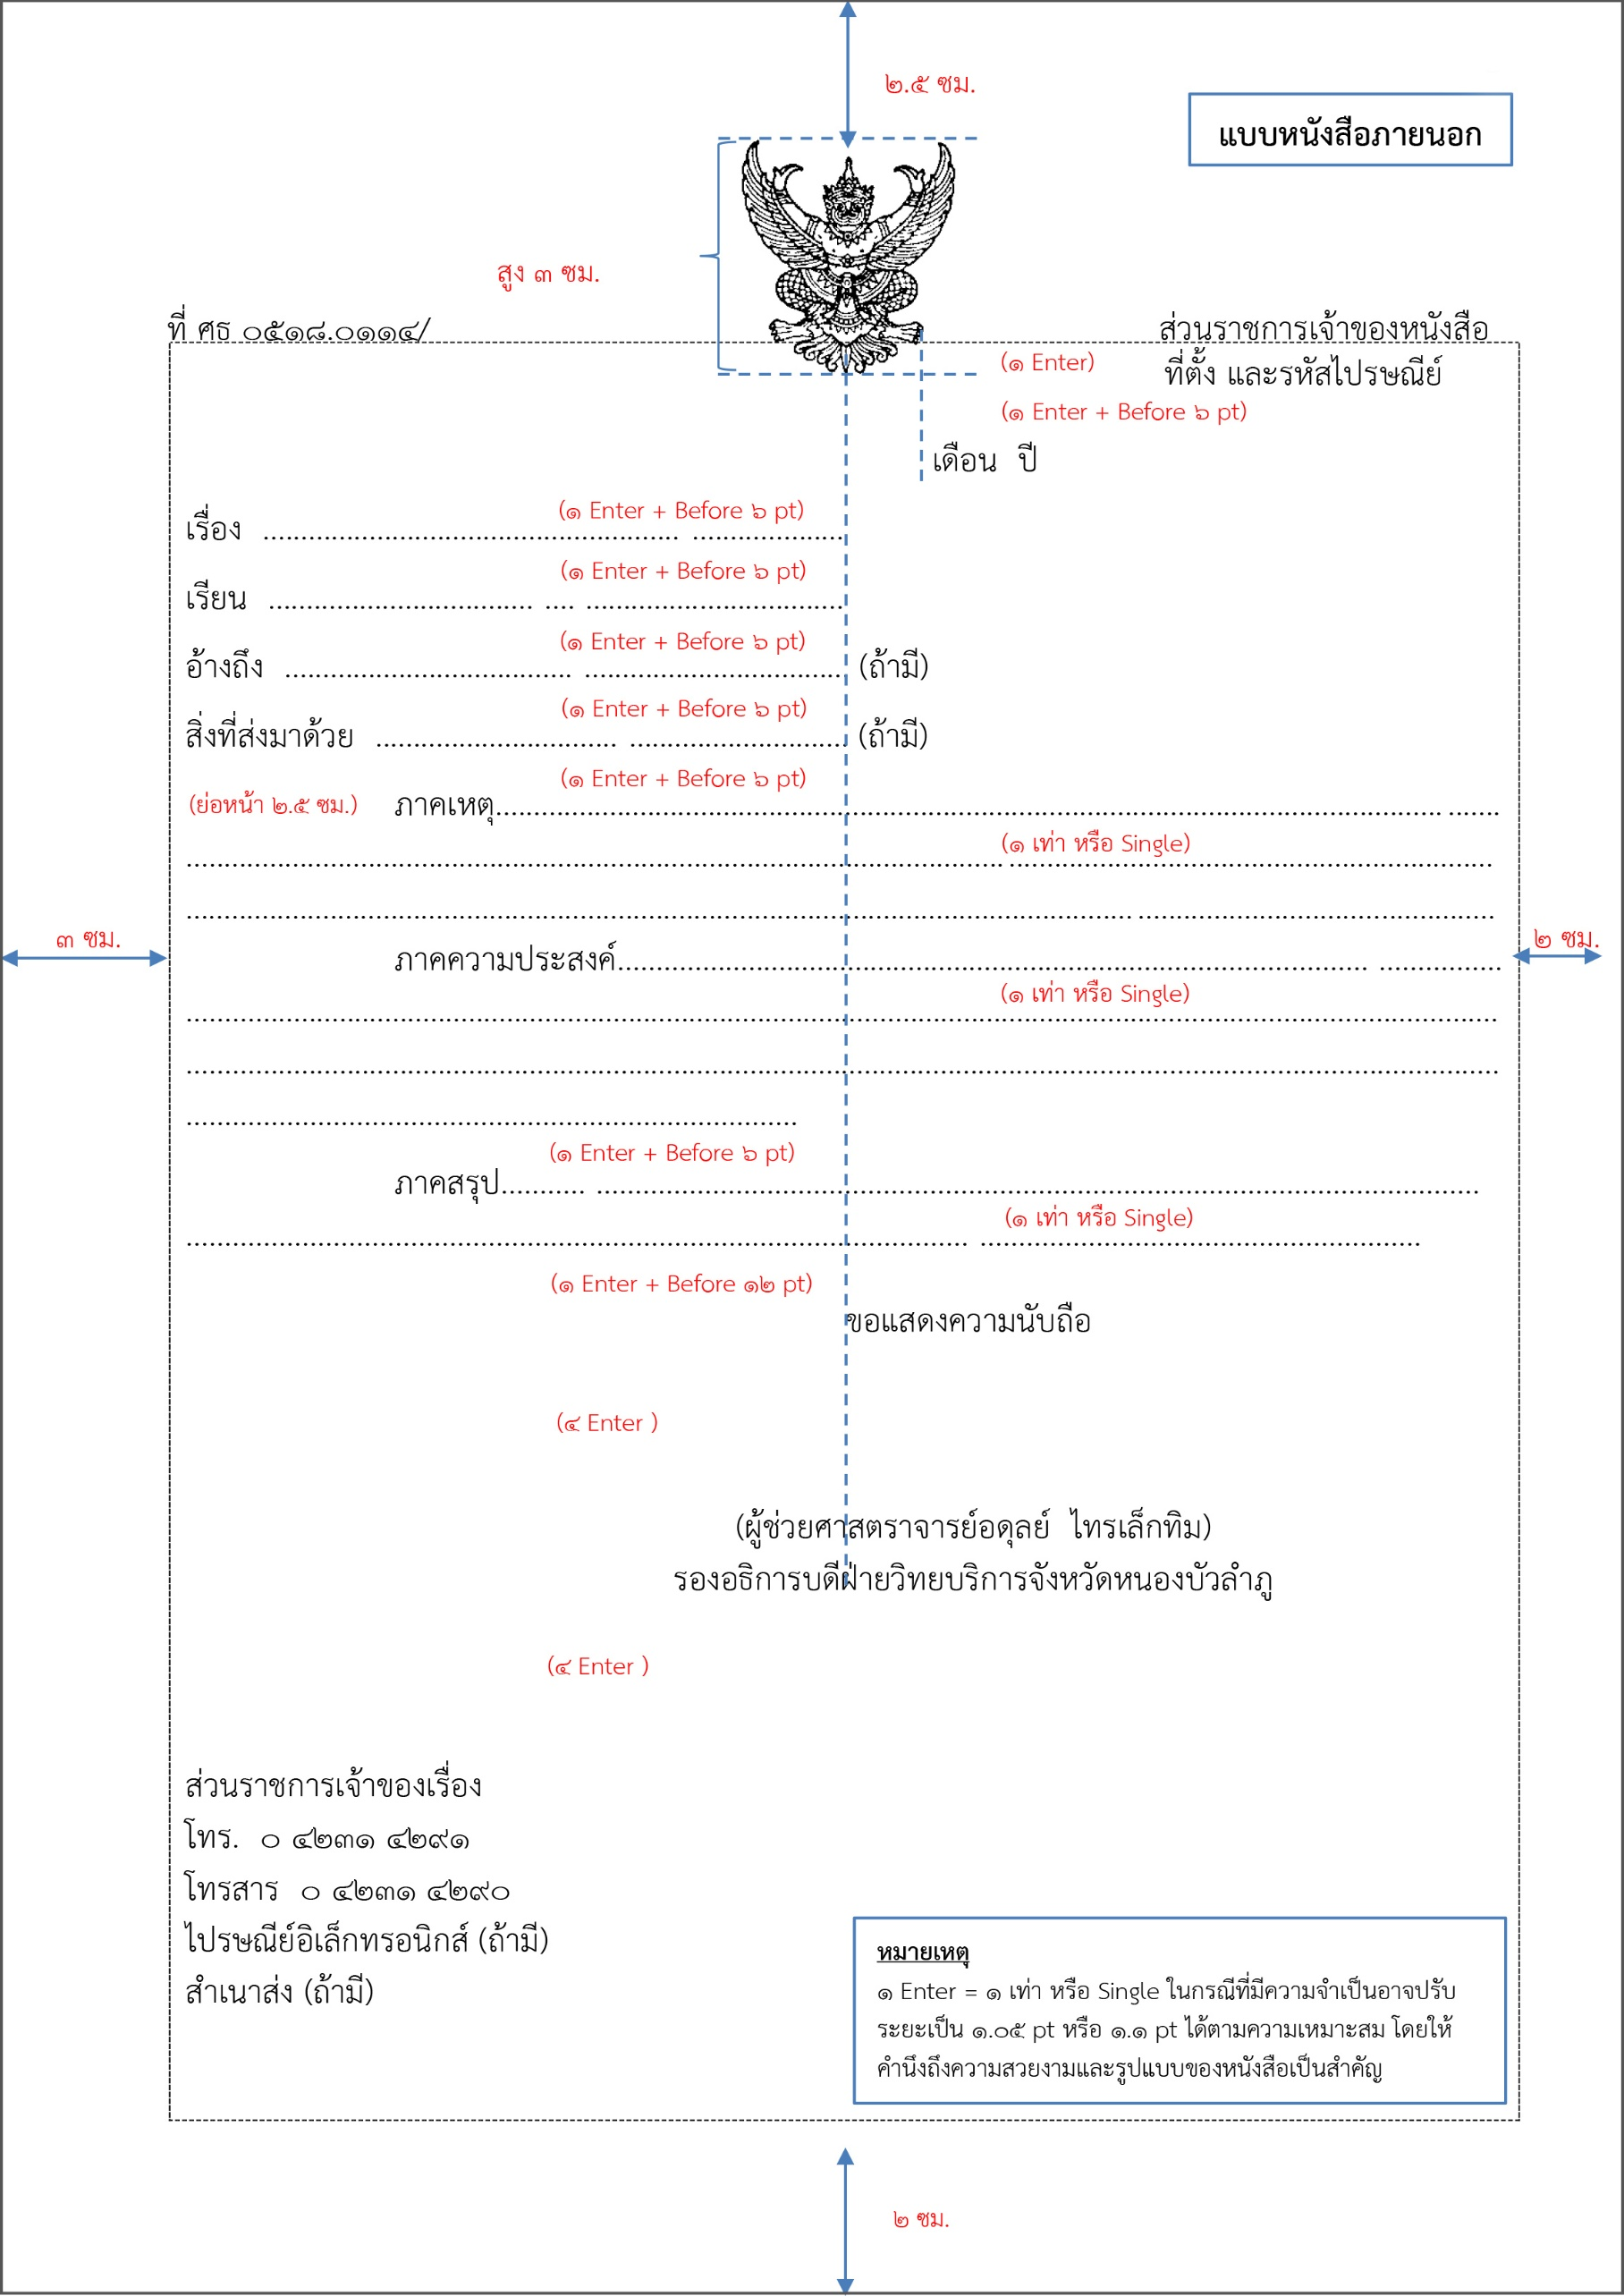 ๒.๕ ซม.
แบบหนังสือภายนอก
สูง ๓ ซม.
ที่ ศธ ๐๕๑๘.๐๑๑๔/
ส่วนราชการเจ้าของหนังสือ
(๑ Enter)
ที่ตั้ง และรหัสไปรษณีย์
(๑ Enter + Before ๖ pt)
เดือน ปี
(๑ Enter + Before ๖ pt)
เรื่อง ....................................................... ....................
(๑ Enter + Before ๖ pt)
เรียน ................................... .... ..................................
(๑ Enter + Before ๖ pt)
อ้างถึง ...................................... ................................... (ถ้ามี)
(๑ Enter + Before ๖ pt)
สิ่งที่ส่งมาด้วย ................................ ............................. (ถ้ามี)
(๑ Enter + Before ๖ pt)
(ย่อหน้า ๒.๕ ซม.) ภาคเหตุ.............................................................................................................................. .......
(๑ เท่า หรือ Single)
..............................................................................................................................
..............................................................................................................................
๓ ซม.
๒ ซม.
ภาคความประสงค์.................................................................................................... ................
(๑ เท่า หรือ Single)
..............................................................................................................................
..............................................................................................................................
.................................................................................
(๑ Enter + Before ๖ pt)
ภาคสรุป........... .....................................................................................................................
(๑ เท่า หรือ Single)
........................................................................................................ ...........................................................
(๑ Enter + Before ๑๒ pt)
ขอแสดงความนับถือ
(๔ Enter )
(ผู้ช่วยศาสตราจารย์อดุลย์ ไทรเล็กทิม)
รองอธิการบดีฝ่ายวิทยบริการจังหวัดหนองบัวลำภู
(๔ Enter )
ส่วนราชการเจ้าของเรื่อง
โทร. ๐ ๔๒๓๑ ๔๒๙๑
โทรสาร ๐ ๔๒๓๑ ๔๒๙๐
ไปรษณีย์อิเล็กทรอนิกส์ (ถ้ามี)
สำเนาส่ง (ถ้ามี)
หมายเหตุ
๑ Enter = ๑ เท่า หรือ Single ในกรณีที่มีความจำเป็นอาจปรับ
ระยะเป็น ๑.๐๕ pt หรือ ๑.๑ pt ได้ตามความเหมาะสม โดยให้
คำนึงถึงความสวยงามและรูปแบบของหนังสือเป็นสำคัญ
๒ ซม.